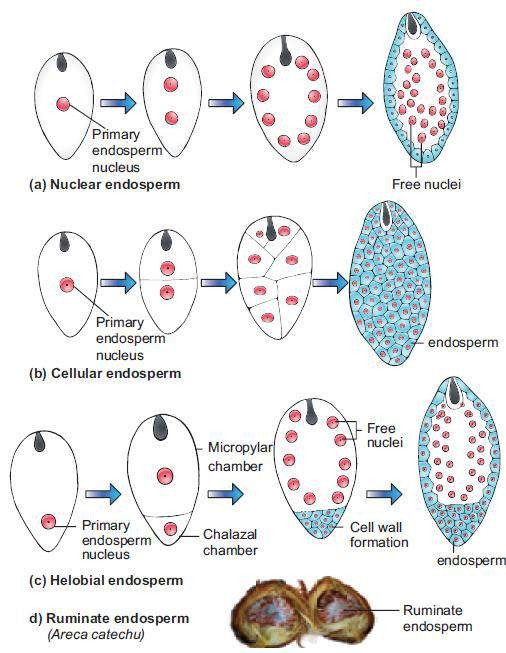 Primary
endosperm
nucleus
Free nuclei
(a) Nuclear endosperm
Primary
endosperm
nucleus
endosperm
(b) Cellular endosperm
Micropylar
chamber
Free
nuclei
Primary
endosperm
nucleus
Chalazal
chamber
Cell wall
formation
endosperm
(c) Helobial endosperm
d) Ruminate endosperm
(Areca catechu)
Ruminate
endosperm